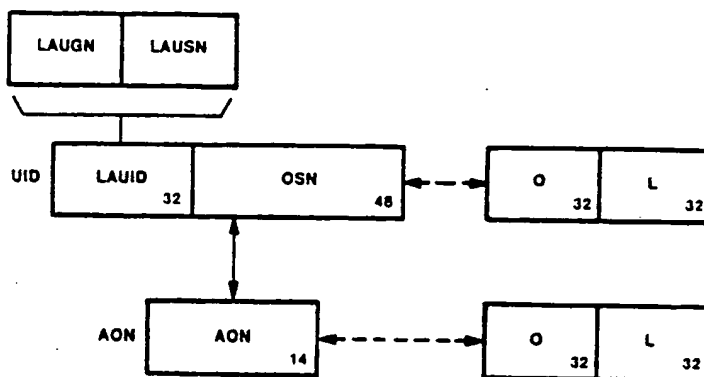 LAUGN LAUSN
UID LAUID 32 OSN 48 O 32 L 32
AON AON 14 O 32 L 32